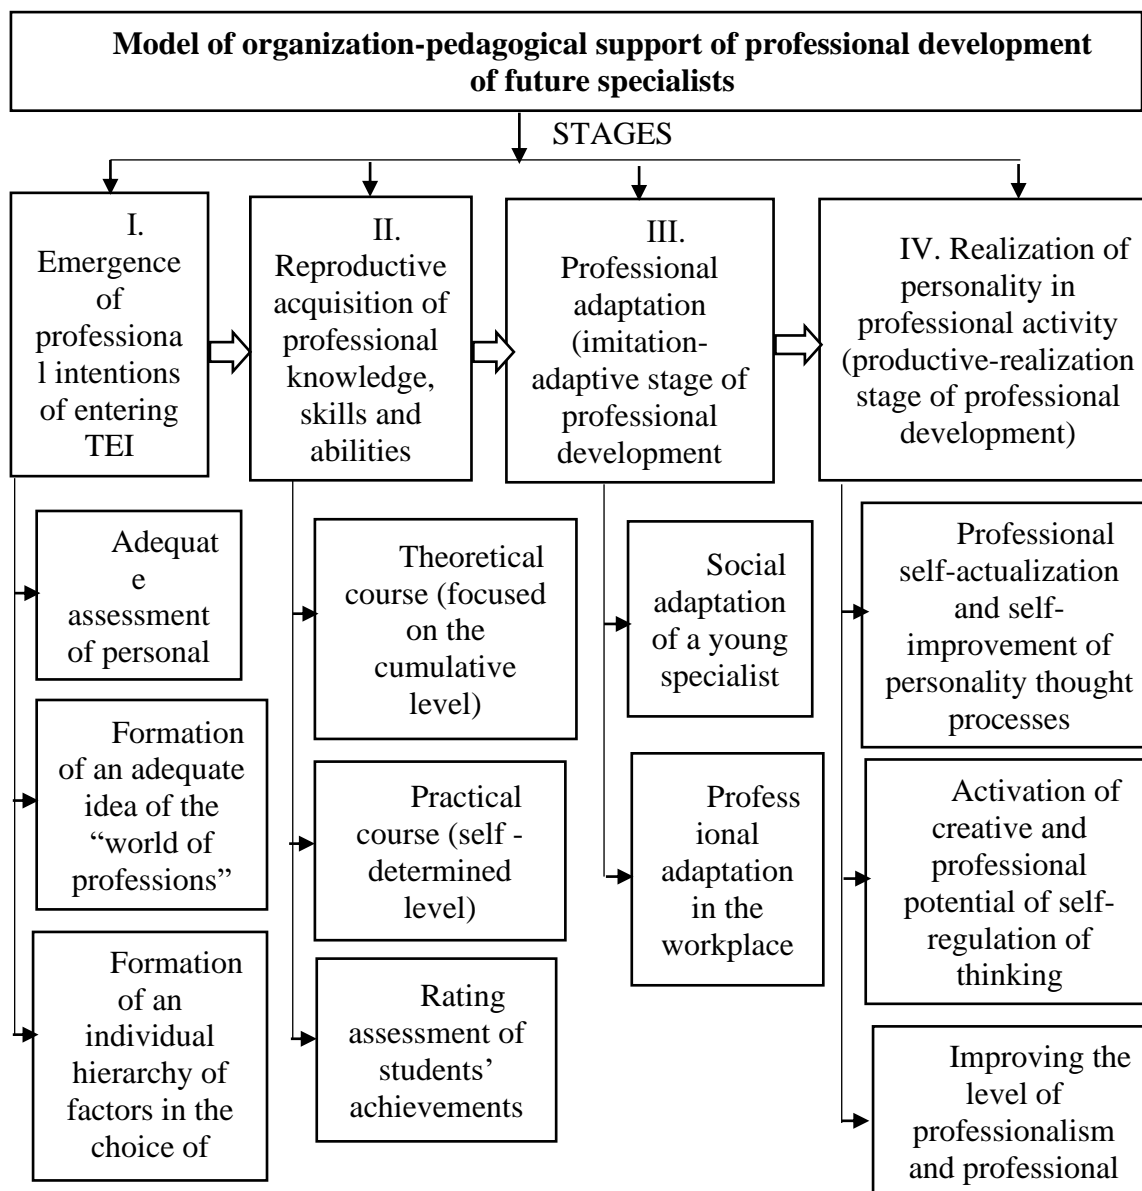 Model of organization-pedagogical support of professional development
of future specialists
STAGES
I.
Emergence
of
professiona
l intentions
of entering
TEI
II.
Reproductive
acquisition of
professional
knowledge,
skills and
abilities
III.
Professional
adaptation
(imitation-
adaptive stage of
professional
development
IV. Realization of
personality in
professional activity
(productive-realization
stage of professional
development)
Adequat
e
assessment
of personal
Formation
of an adequate
idea of the
“world of
professions”
Formation
of an
individual
hierarchy of
factors in the
choice of
Theoretical
course (focused
on the
cumulative
level)
Practical
course (self -
determined
level)
Rating
assessment of
students’
achievements
Social
adaptation
of a young
specialist
Profess
ional
adaptation
in the
workplace
Professional
self-actualization
and self-
improvement of
personality thought
processes
Activation of
creative and
professional
potential of self-
regulation of
thinking
Improving the
level of
professionalism
and professional